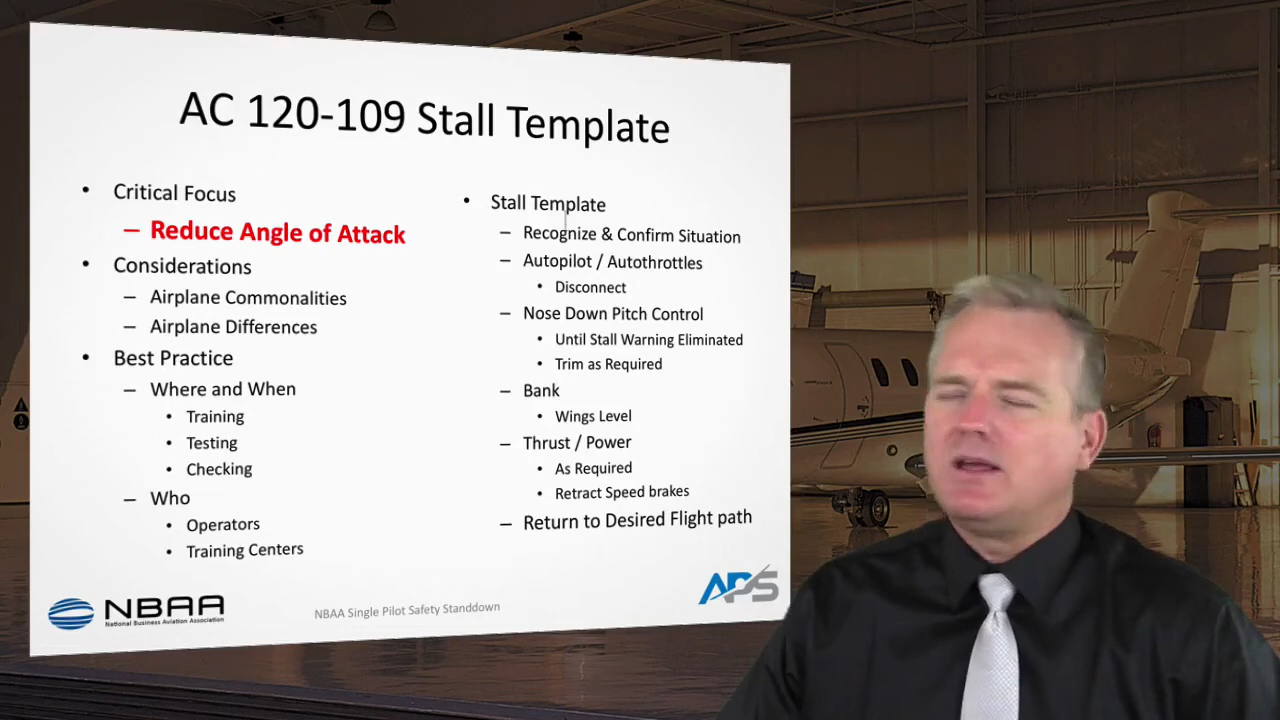 AC 120-109 Stall Template
• Critical Focus
– Reduce Angle of Attack
• Considerations
– Airplane Commonalities
– Airplane Differences
• Best Practice
– Where and When
• Training
• Testing
• Checking
– Who
• Operators
• Training Centers
• Stall Template
– Recognize & Confirm Situation
– Autopilot / Autothrottles
• Disconnect
– Nose Down Pitch Control
• Until Stall Warning Eliminated
• Trim as Required
– Bank
• Wings Level
– Thrust / Power
• As Required
• Retract Speed brakes
– Return to Desired Flight path
NBAA
National Business Aviation Association
NBAA Single Pilot Safety Standdown
APS